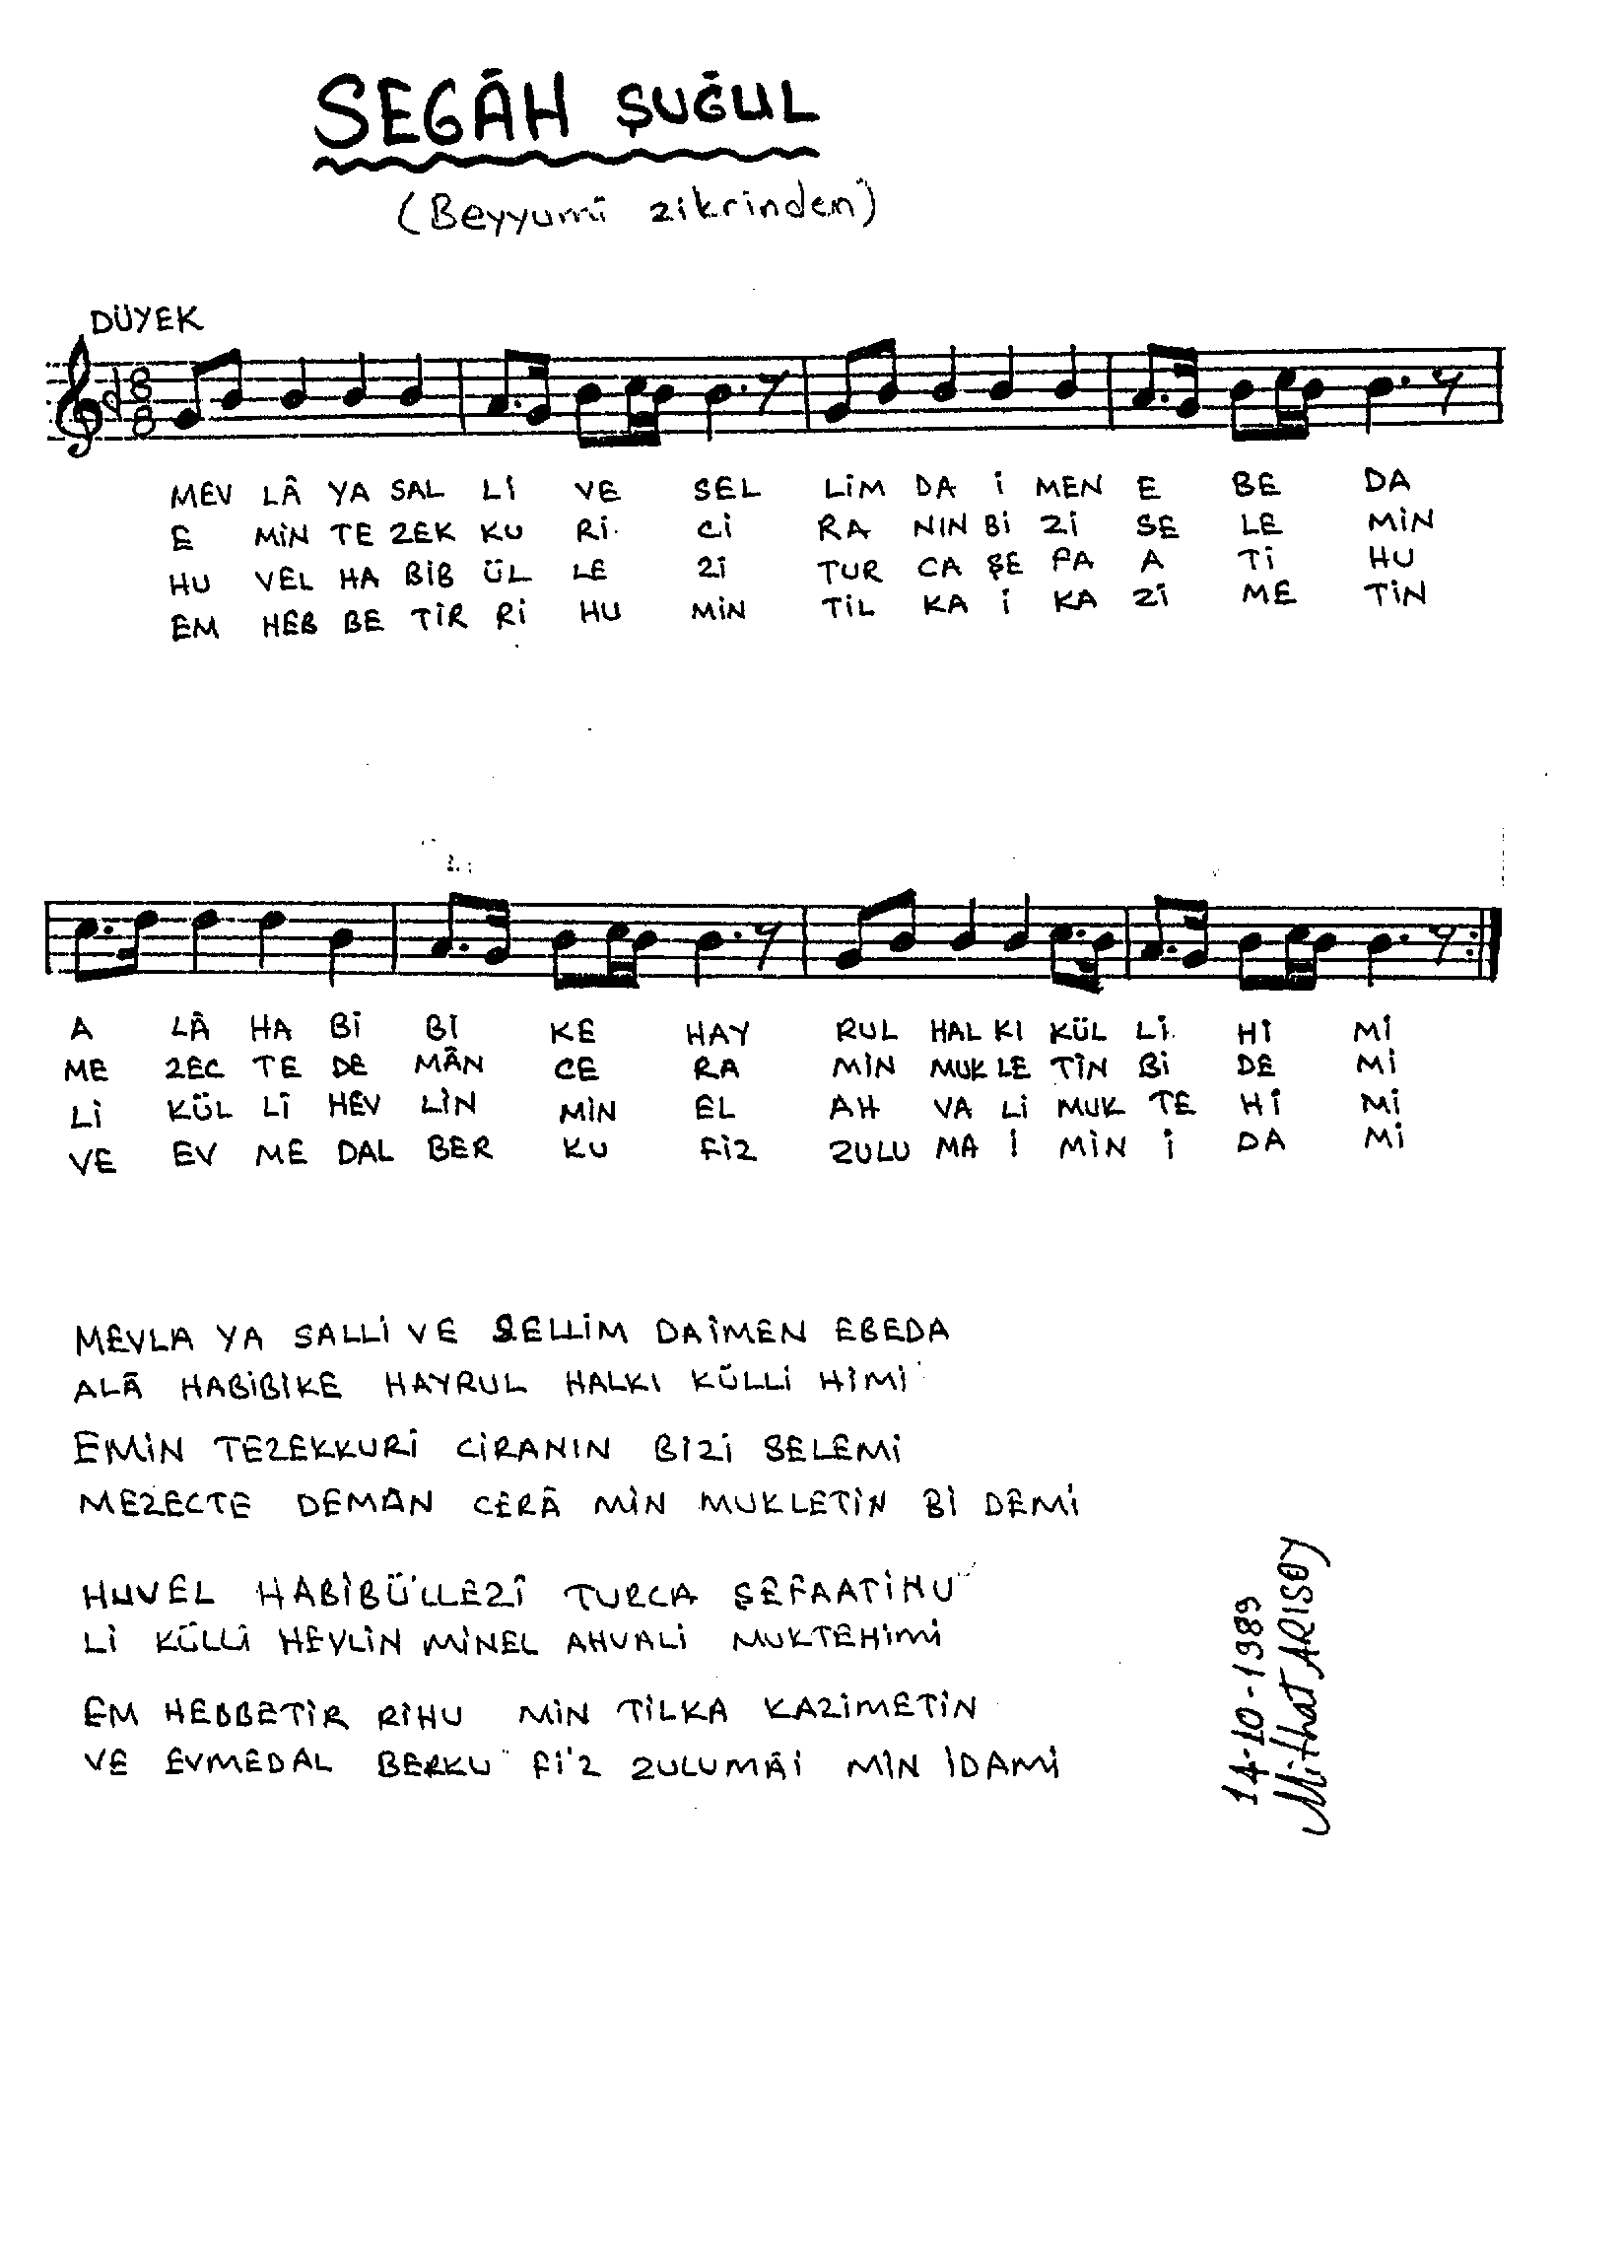 SEGÂH ŞUĞUL
(Beyyumî zikrinden)
DÜYEK
8
8
MEV LÂ YA SAL Lİ VE SEL LİM DA İ MEN E BE DA
E MİN TE ZEK KU Rİ Cİ RA NIN Bİ Zİ SE LE MİN
HU VEL HA BİB ÜL LE Zİ TUR CA ŞE FA A Tİ HU
EM HEB BE TİR Rİ HU MİN TİL KA İ KA Zİ ME TİN
A LÂ HA Bİ Bİ KE HAY RUL HAL KI KÜL Lİ Hİ Mİ
ME ZEC TE DE MÂN CE RA MİN MUK LE TİN Bİ DE Mİ
Lİ KÜL Lİ HEV LİN MİN EL AH VA Lİ MUK TE Hİ Mİ
VE EV ME DAL BER KU FİZ ZULU MA İ MİN İ DA Mİ
MEVLA YA SALLİ VE SELLİM DAİMEN EBEDA
ALÂ HABİBİKE HAYRUL HALKI KÜLLİ HİMİ
EMİN TEZEKKURİ CİRANIN BİZİ SELEMİ
MEZECTE DEMAN CERÂ MİN MUKLETİN Bİ DEMİ
HUVEL HABİBÜ'LLEZÎ TURCA ŞEFAATİHU
Lİ KÜLLİ HEVLİN MİNEL AHVALİ MUKTEHİMİ
EM HEBBETİR RİHU MİN TİLKA KAZİMETİN
VE EVMEDAL BERKU Fİ'Z ZULUMÂİ MİN İDAMİ
14-10-1989
Mithat ARISOY